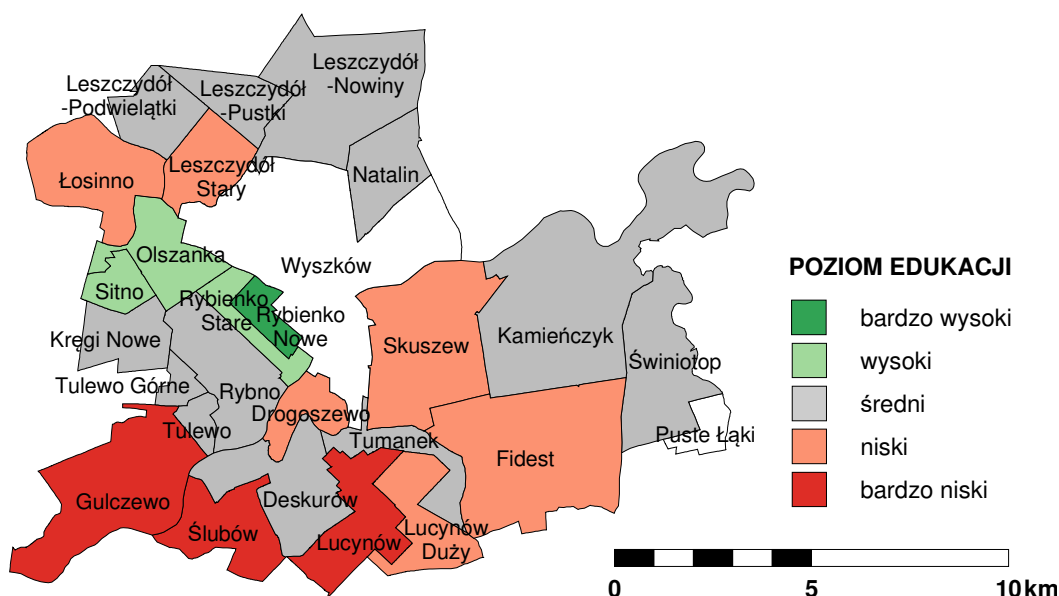 Leszczydół
-Nowiny
Leszczydół
-Podwielątki
Leszczydół
-Pustki
Natalin
Łosinno
Leszczydół
Stary
Olszanka
Wyszków
Sitno
Rybienko
Stare
Rybienko
Nowe
Kręgi Nowe
Skuszew
Kamieńczyk
Świniotop
Tulewo Górne
Rybno
Drogoszewo
Tulewo
Tumanek
Puste Łąki
Fidest
Gulczewo
Deskurów
Ślubów
Lucynów
Lucynów
Duży
POZIOM EDUKACJI
bardzo wysoki
wysoki
średni
niski
bardzo niski
0 5 10 km